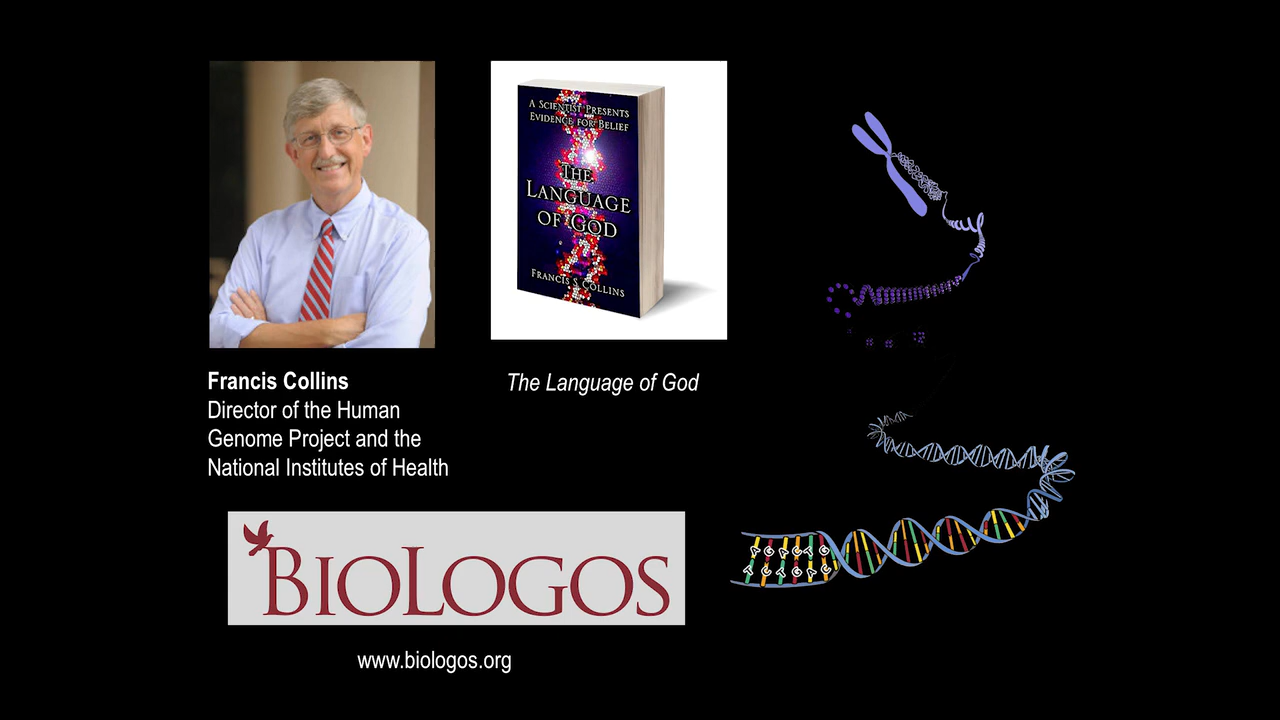 A SCIENTIST PRESENTS
EVIDENCE FOR BELIEF
THE
LANGUAGE
OF GOD
FRANCIS S. COLLINS
Francis Collins
Director of the Human
Genome Project and the
National Institutes of Health
The Language of God
BIOLOGOS
www.biologos.org